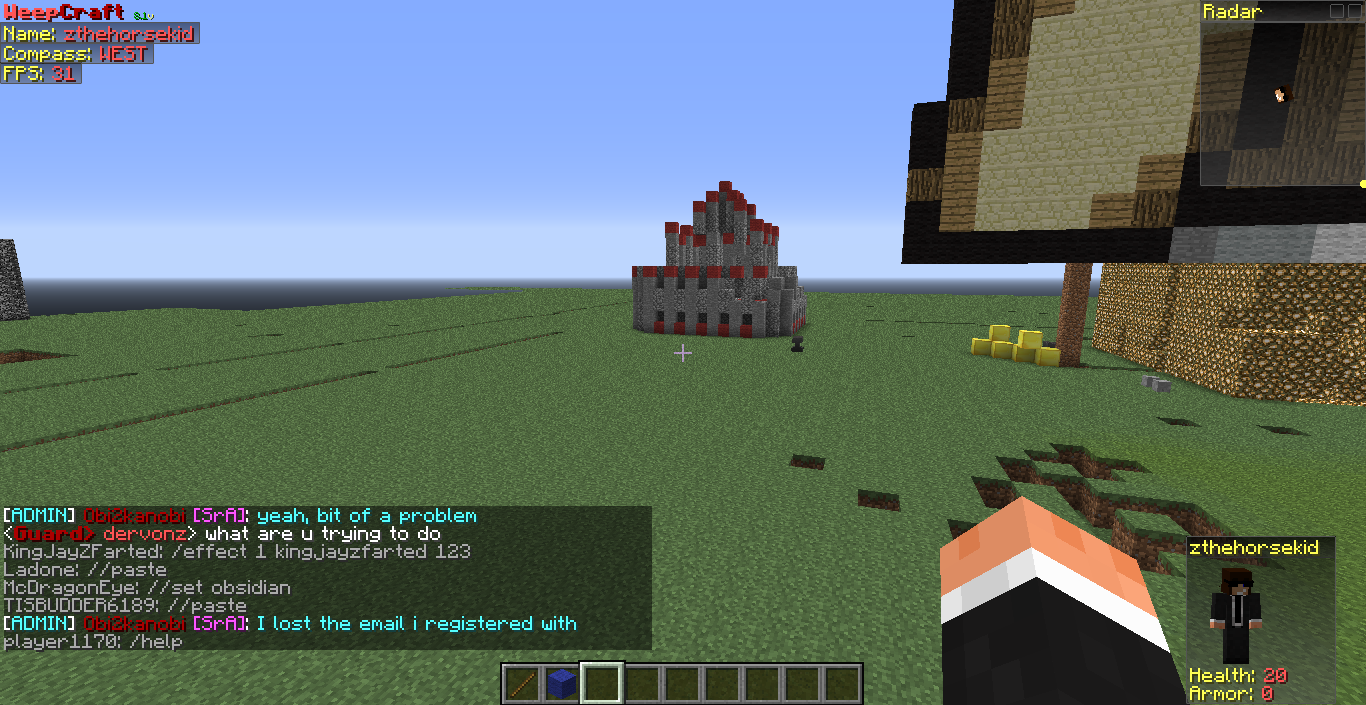 WeepCraft 8.1v
Name: zthehorsekid
Compass: WEST
FPS: 31
Radar
[ADMIN] Obi2kanobi [SrA]: yeah, bit of a problem
<Guard> dervonz> what are u trying to do
KingJayZFarted: /effect 1 kingjayzfarted 123
Ladone: //paste
McDragonEye: //set obsidian
TISBUDDER6189: //paste
[ADMIN] Obi2kanobi [SrA]: I lost the email i registered with
player1170: /help
zthehorsekid
Health: 20
Armor: 0